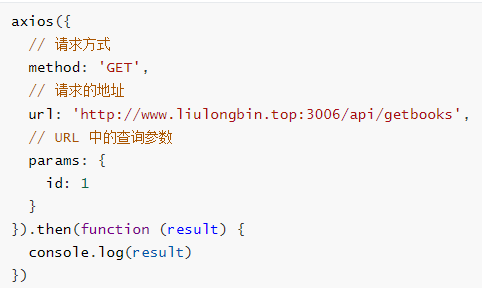 axios({
  // 请求方式
  method: 'GET',
  // 请求的地址
  url: 'http://www.liulongbin.top:3006/api/getbooks',
  // URL 中的查询参数
  params: {
    id: 1
  }
}).then(function (result) {
  console.log(result)
})